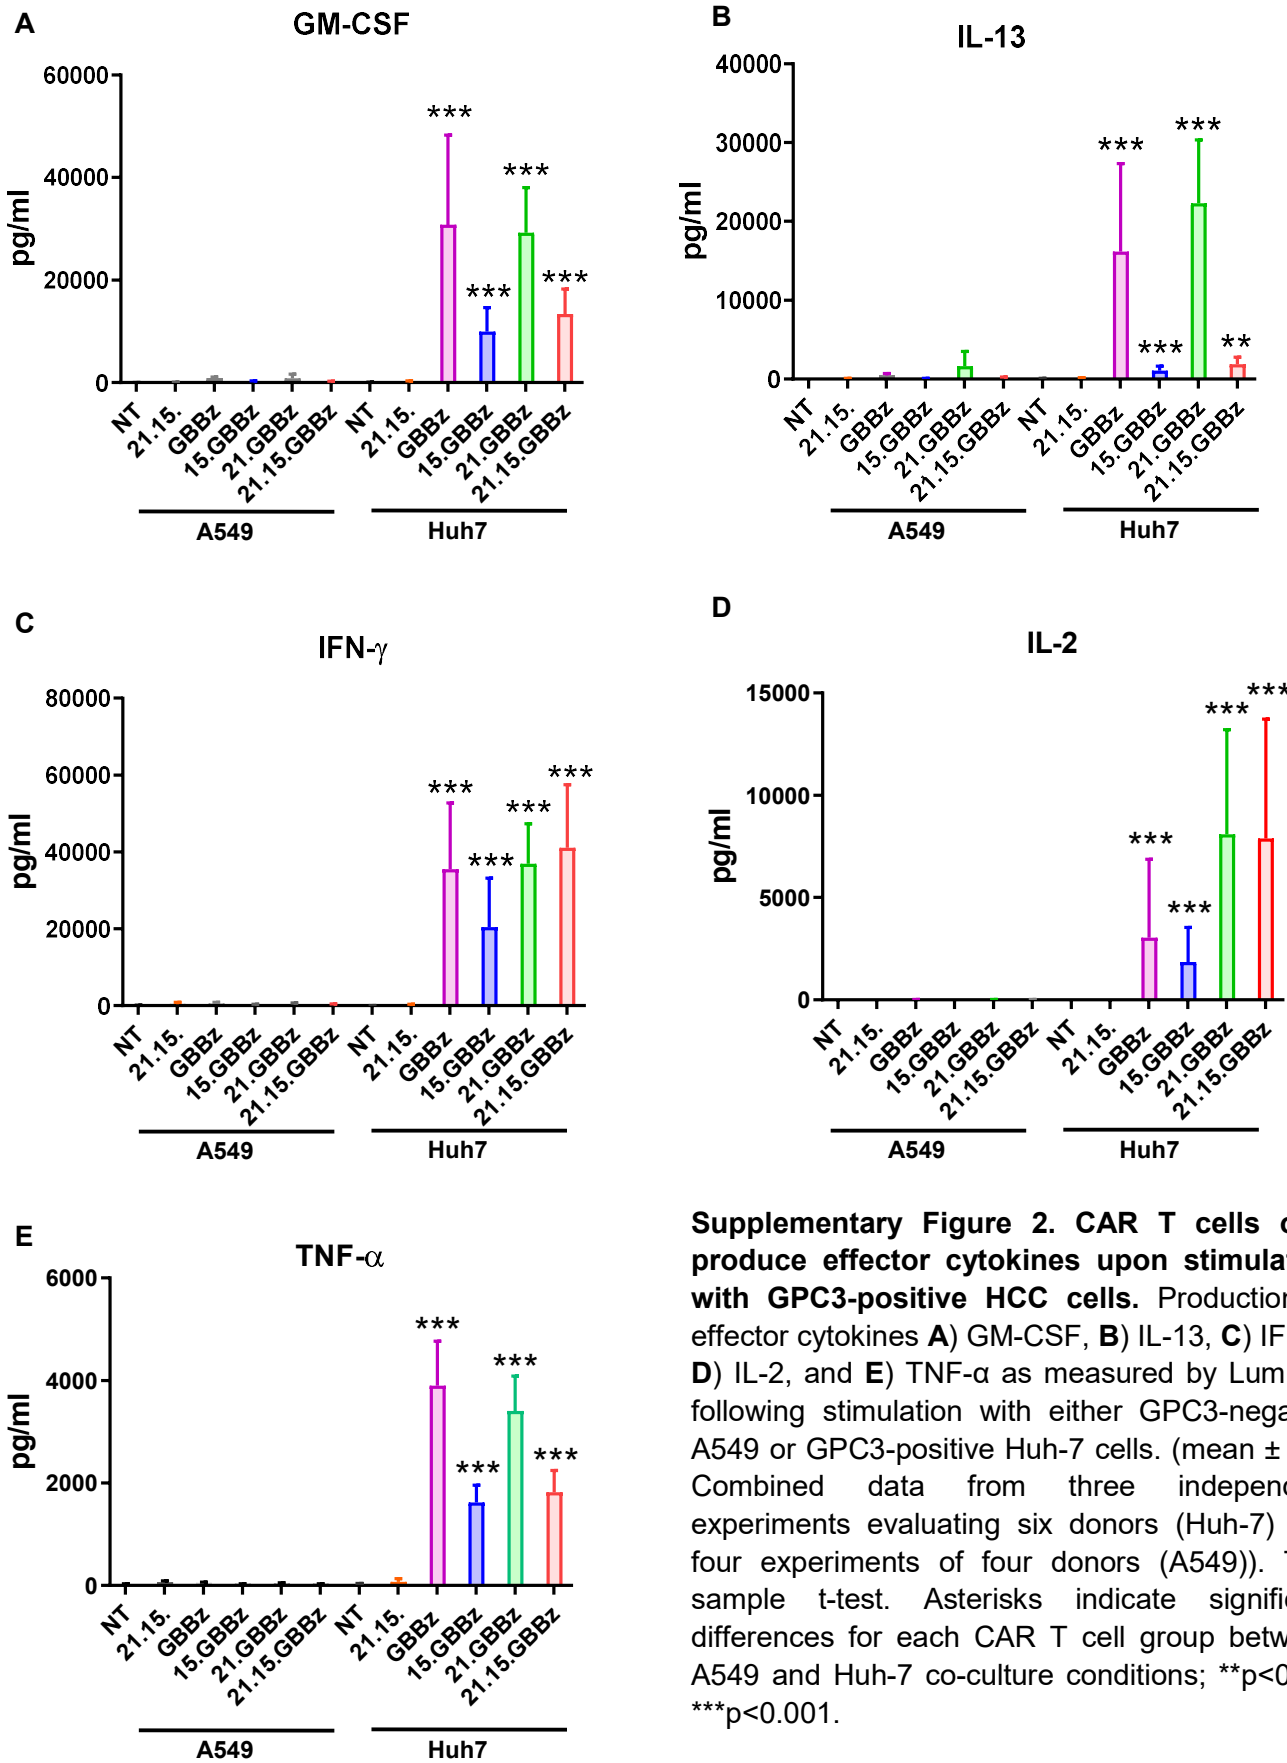 A
GM-CSF
60000
40000
20000
0
pg/ml
***
***
***
***
NT
21.15.
GBBz
15.GBBz
21.GBBz
21.15.GBBz
NT
21.15.
GBBz
15.GBBz
21.GBBz
21.15.GBBz
A549
Huh7
B
IL-13
40000
30000
20000
10000
0
pg/ml
***
***
***
**
NT
21.15.
GBBz
15.GBBz
21.GBBz
21.15.GBBz
NT
21.15.
GBBz
15.GBBz
21.GBBz
21.15.GBBz
A549
Huh7
C
IFN-γ
80000
60000
40000
20000
0
pg/ml
***
***
***
***
NT
21.15.
GBBz
15.GBBz
21.GBBz
21.15.GBBz
NT
21.15.
GBBz
15.GBBz
21.GBBz
21.15.GBBz
A549
Huh7
D
IL-2
15000
10000
5000
0
pg/ml
***
***
***
***
NT
21.15.
GBBz
15.GBBz
21.GBBz
21.15.GBBz
NT
21.15.
GBBz
15.GBBz
21.GBBz
21.15.GBBz
A549
Huh7
E
TNF-α
6000
4000
2000
0
pg/ml
***
***
***
***
NT
21.15.
GBBz
15.GBBz
21.GBBz
21.15.GBBz
NT
21.15.
GBBz
15.GBBz
21.GBBz
21.15.GBBz
A549
Huh7
Supplementary Figure 2. CAR T cells
produce effector cytokines upon
with GPC3-positive HCC cells. Production
effector cytokines A) GM-CSF, B) IL-13, C)
D) IL-2, and E) TNF-α as measured by
following stimulation with either
A549 or GPC3-positive Huh-7 cells. (mean ±
Combined data from three
experiments evaluating six donors (Huh-7)
four experiments of four donors (A549)).
sample t-test. Asterisks indicate
differences for each CAR T cell group
A549 and Huh-7 co-culture conditions;
***p<0.001.